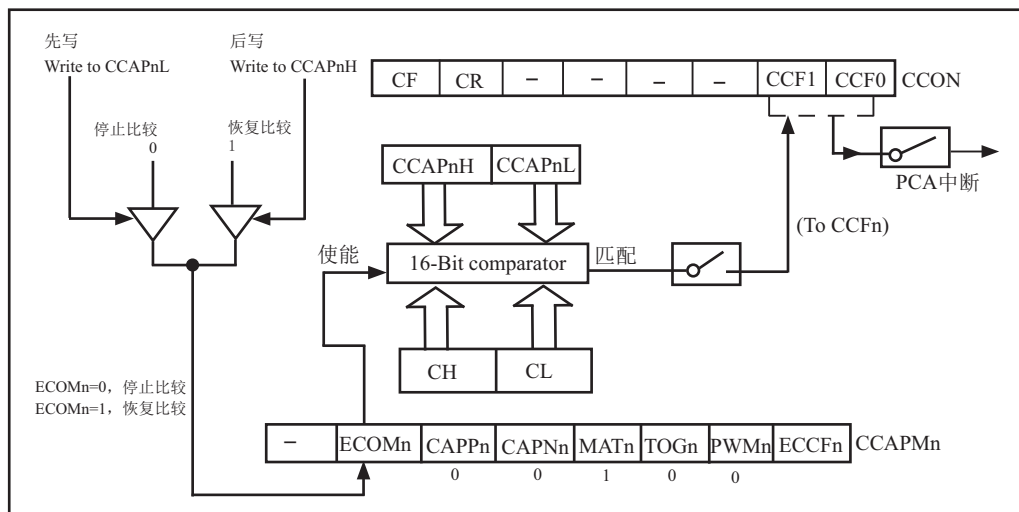 先写
Write to CCAPnL
后写
Write to CCAPnH
CF CR – – – – CCF1 CCF0 CCON
停止比较
0
恢复比较
1
PCA中断
CCAPnH CCAPnL
(To CCFn)
使能
16-Bit comparator
匹配
CH CL
ECOMn=0，停止比较
ECOMn=1，恢复比较
– ECOMn CAPPn CAPNn MATn TOGn PWMn ECCFn CCAPMn
0 0 1 0 0